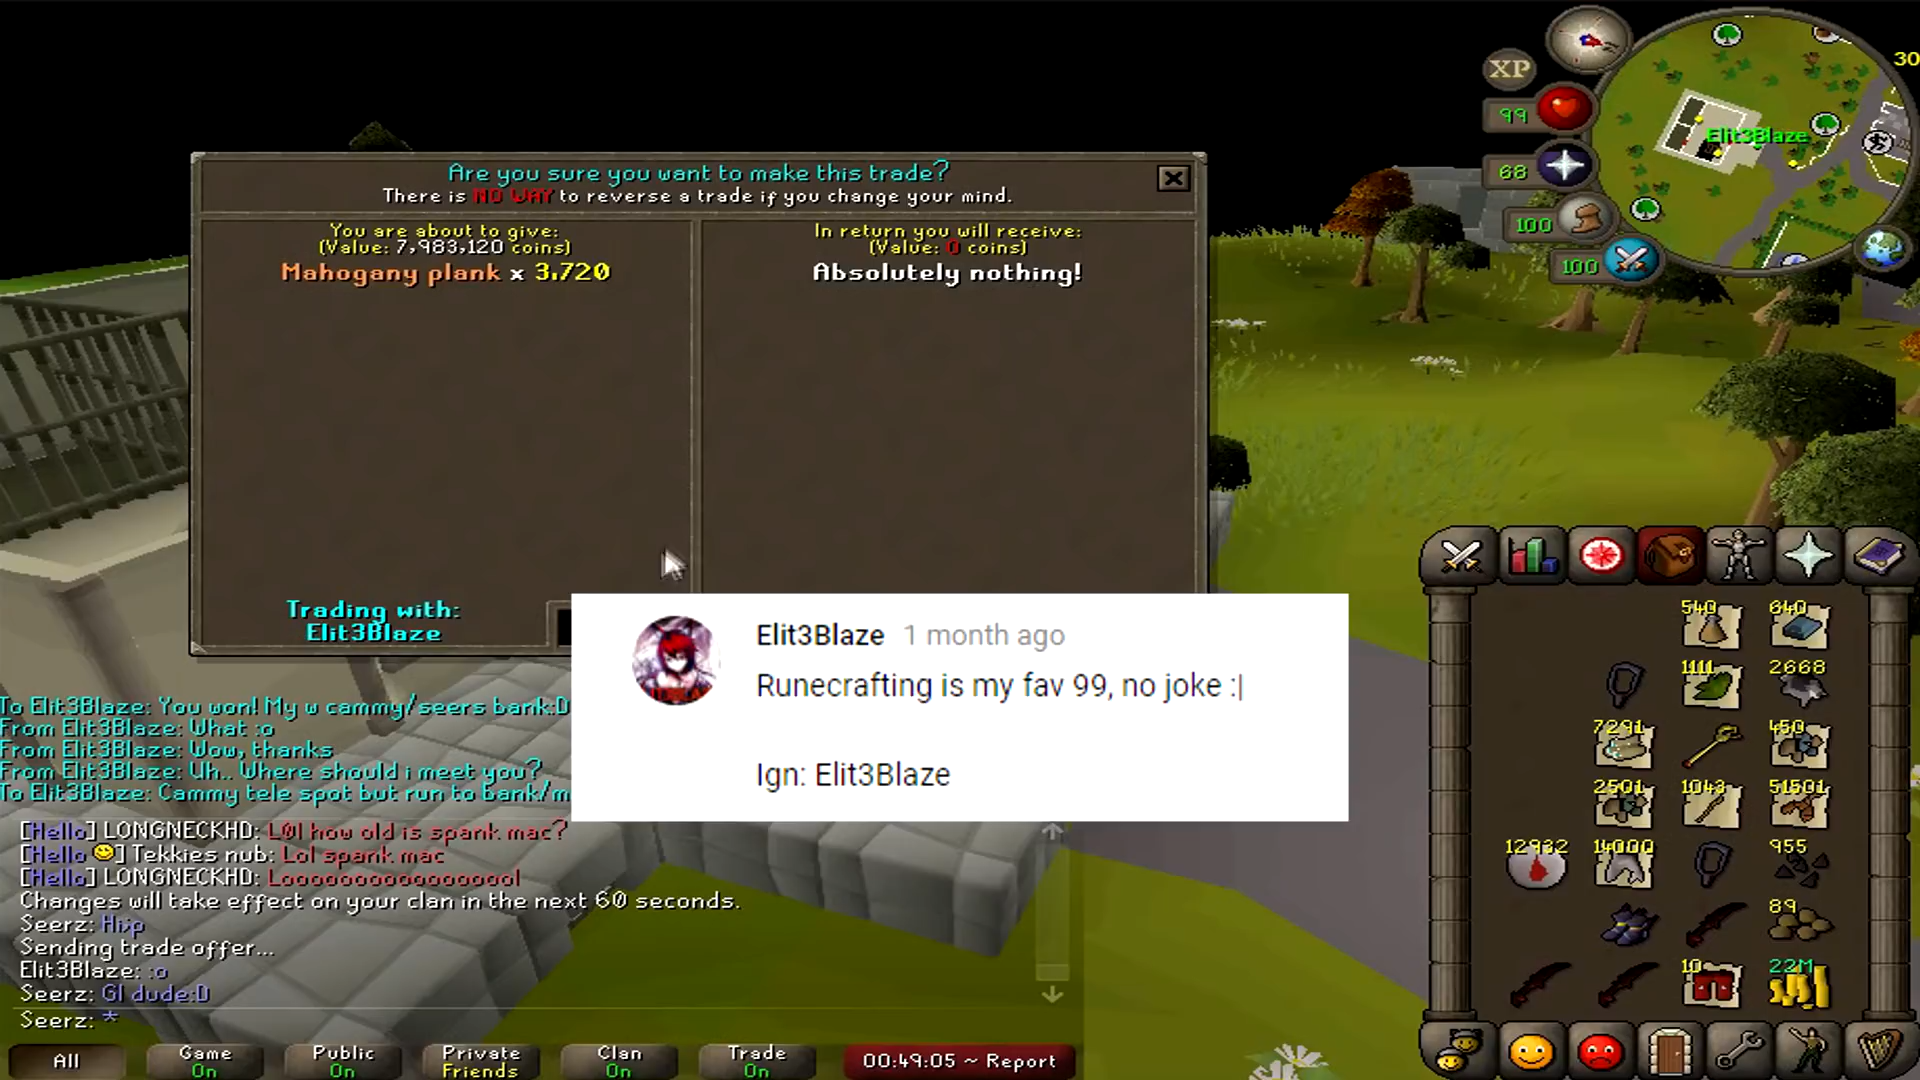 Are you sure you want to make this trade?
There is NO WAY to reverse a trade if you change your mind.
You are about to give:
(Value: 7,983,120 coins)
Mahogany plank x 3,720
In return you will receive:
(Value: 0 coins)
Absolutely nothing!
Trading with:
Elit3Blaze
Elit3Blaze 1 month ago
Runecrafting is my fav 99, no joke :|
Ign: Elit3Blaze
To Elit3Blaze: You won! My w cammy/seers bank:D
From Elit3Blaze: What :o
From Elit3Blaze: Wow, thanks
From Elit3Blaze: Uh.. Where should i meet you?
To Elit3Blaze: Cammy tele spot but run to bank/m
[Hello] LONGNECKHD: L@l how old is spank mac?
[Hello] Tekkies nub: Lol spank mac
[Hello] LONGNECKHD: Looooooooooooooool
Changes will take effect on your clan in the next 60 seconds.
Seerz: Hi;p
Sending trade offer...
Elit3Blaze: :o
Seerz: Gl dude:D
Seerz: *
All
Game
On
Public
On
Private
Friends
Clan
On
Trade
On
00:49:05 ~ Report
XP
30
99
68
100
100
Elit3Blaze
540
640
1111
2668
7291
450
2501
1043
51501
12932
14000
955
89
10
22M